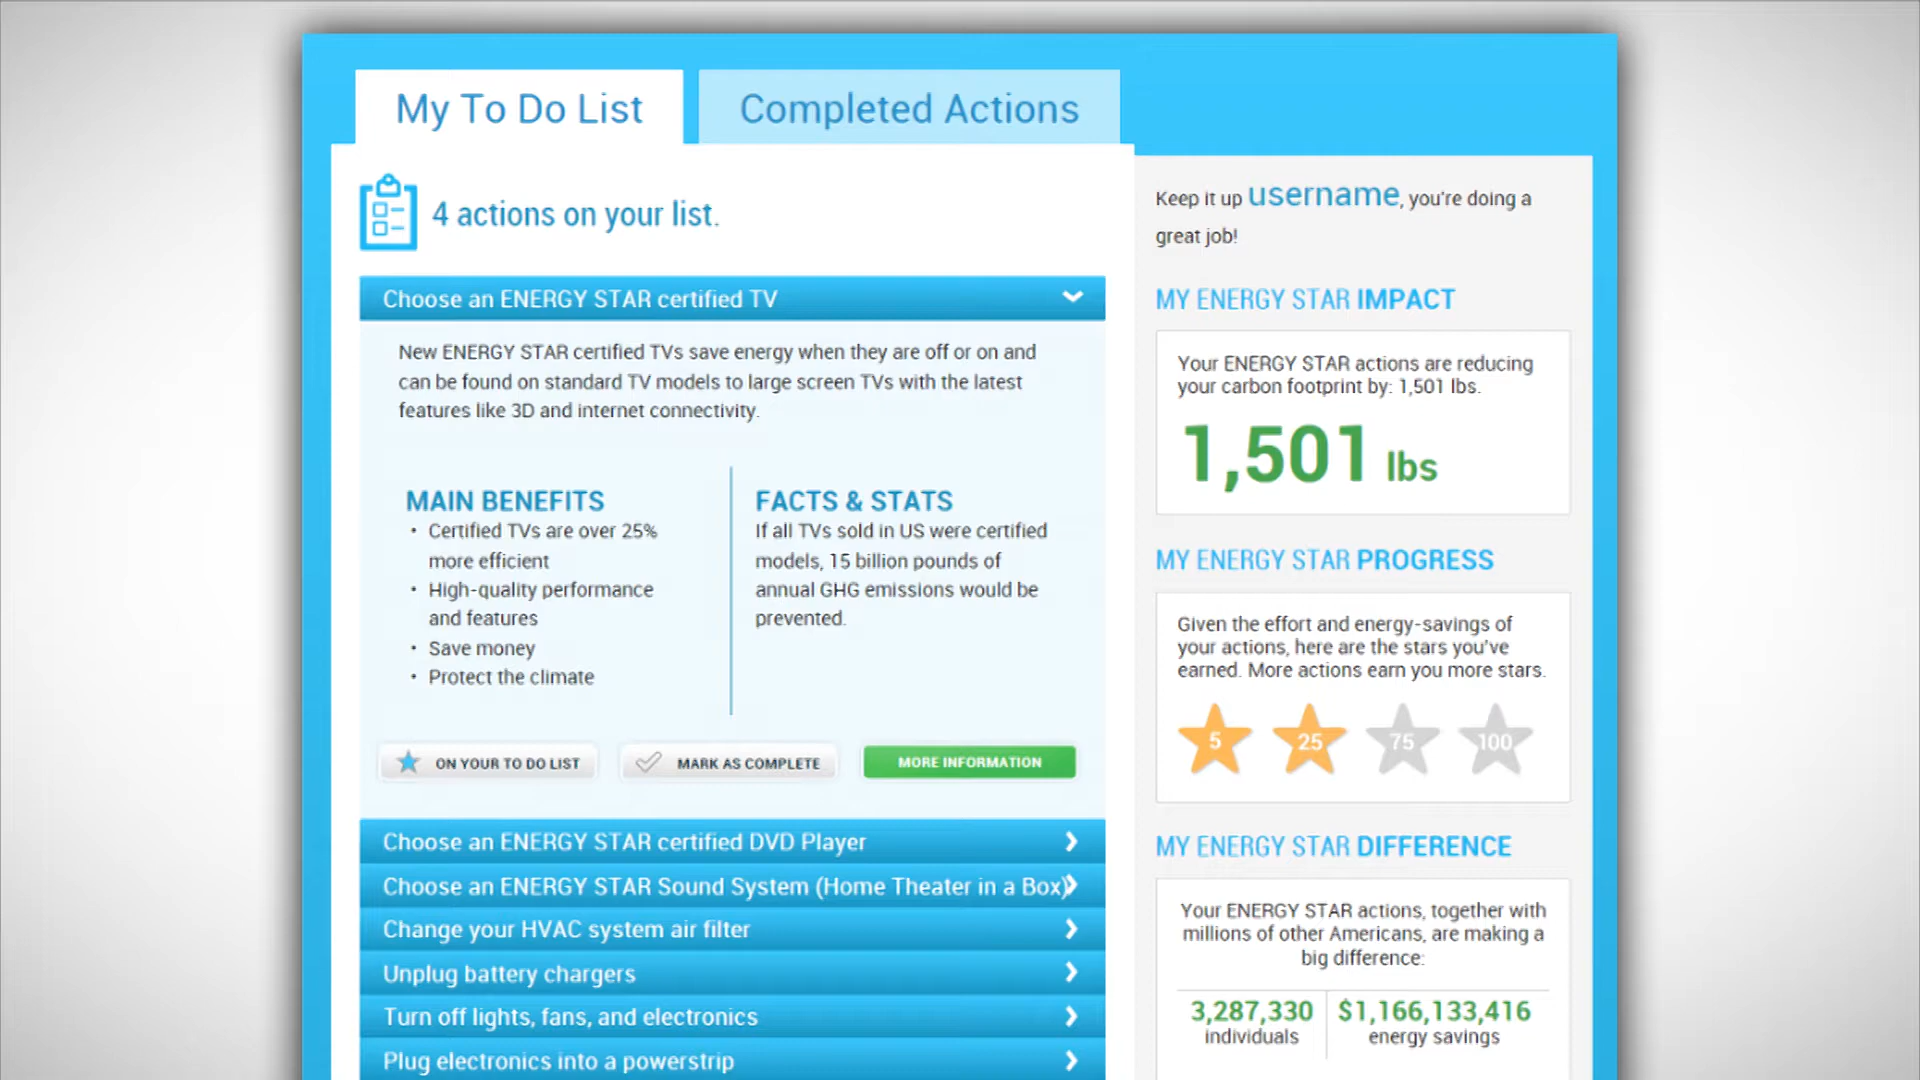 My To Do List
Completed Actions
4 actions on your list.
Choose an ENERGY STAR certified TV
New ENERGY STAR certified TVs save energy when they are off or on and
can be found on standard TV models to large screen TVs with the latest
features like 3D and internet connectivity.
MAIN BENEFITS
• Certified TVs are over 25%
more efficient
• High-quality performance
and features
• Save money
• Protect the climate
FACTS & STATS
If all TVs sold in US were certified
models, 15 billion pounds of
annual GHG emissions would be
prevented.
ON YOUR TO DO LIST
MARK AS COMPLETE
MORE INFORMATION
Choose an ENERGY STAR certified DVD Player
Choose an ENERGY STAR Sound System (Home Theater in a Box)
Change your HVAC system air filter
Unplug battery chargers
Turn off lights, fans, and electronics
Plug electronics into a powerstrip
Keep it up username, you're doing a
great job!
MY ENERGY STAR IMPACT
Your ENERGY STAR actions are reducing
your carbon footprint by: 1,501 lbs.
1,501 lbs
MY ENERGY STAR PROGRESS
Given the effort and energy-savings of
your actions, here are the stars you've
earned. More actions earn you more stars.
5 25 75 100
MY ENERGY STAR DIFFERENCE
Your ENERGY STAR actions, together with
millions of other Americans, are making a
big difference:
3,287,330
individuals
$1,166,133,416
energy savings